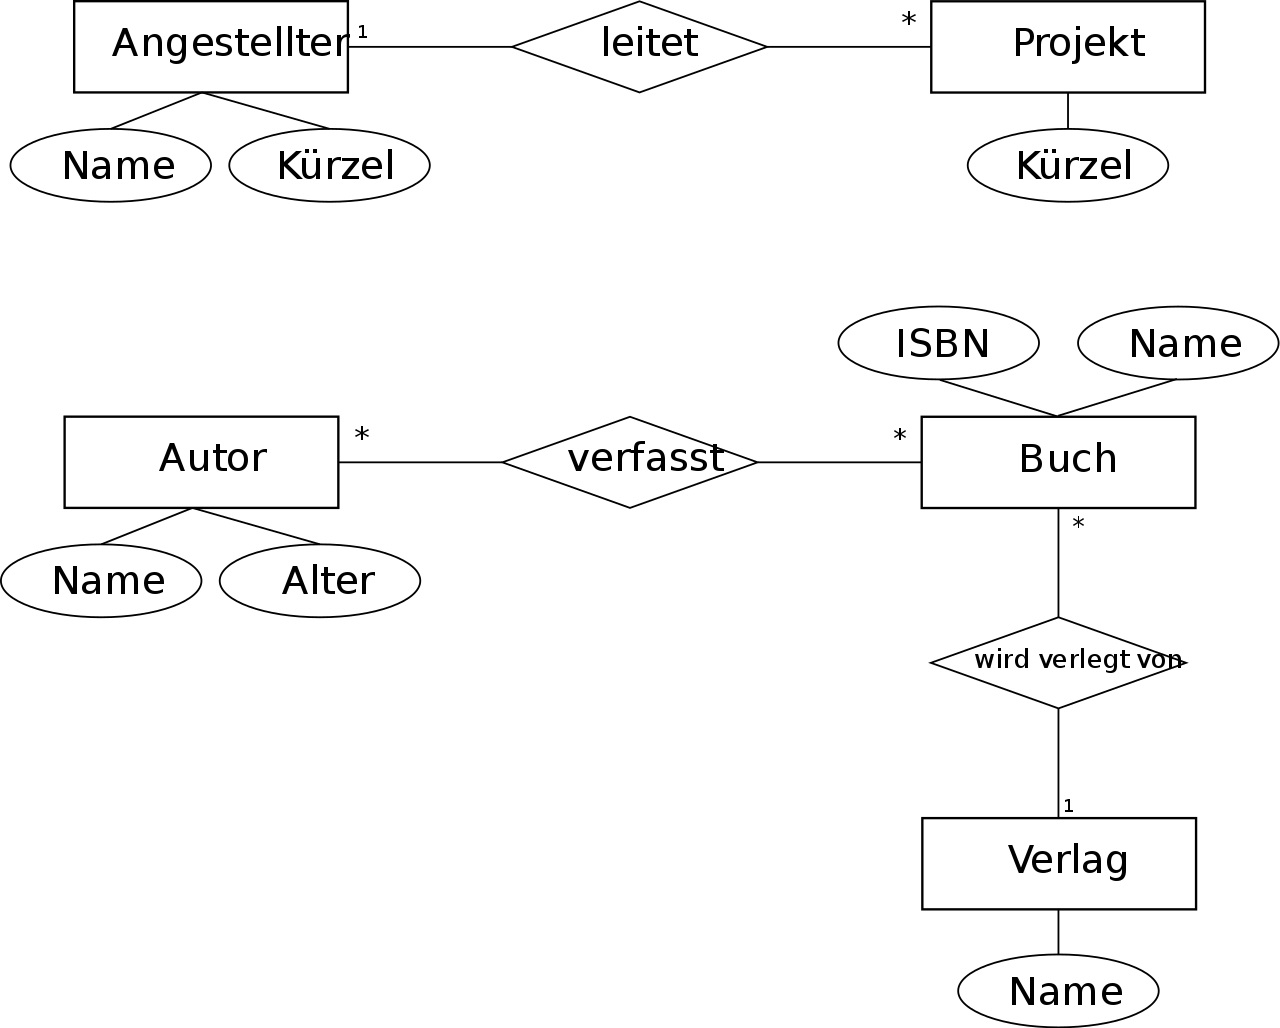 Angestellter
1
leitet
*
Projekt
Name
Kürzel
Kürzel
ISBN
Name
Autor
*
verfasst
*
Buch
*
Name
Alter
wird verlegt von
1
Verlag
Name